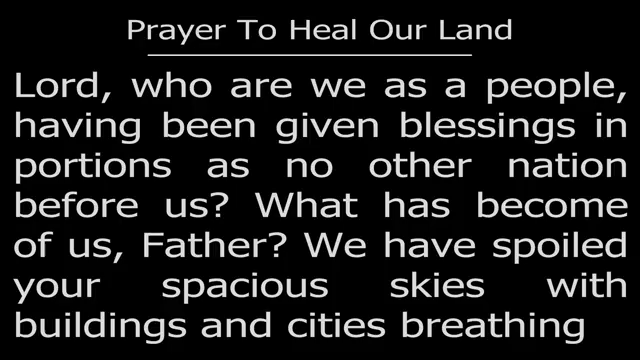 Prayer To Heal Our Land
Lord, who are we as a people,
having been given blessings in
portions as no other nation
before us? What has become
of us, Father? We have spoiled
your spacious skies with
buildings and cities breathing